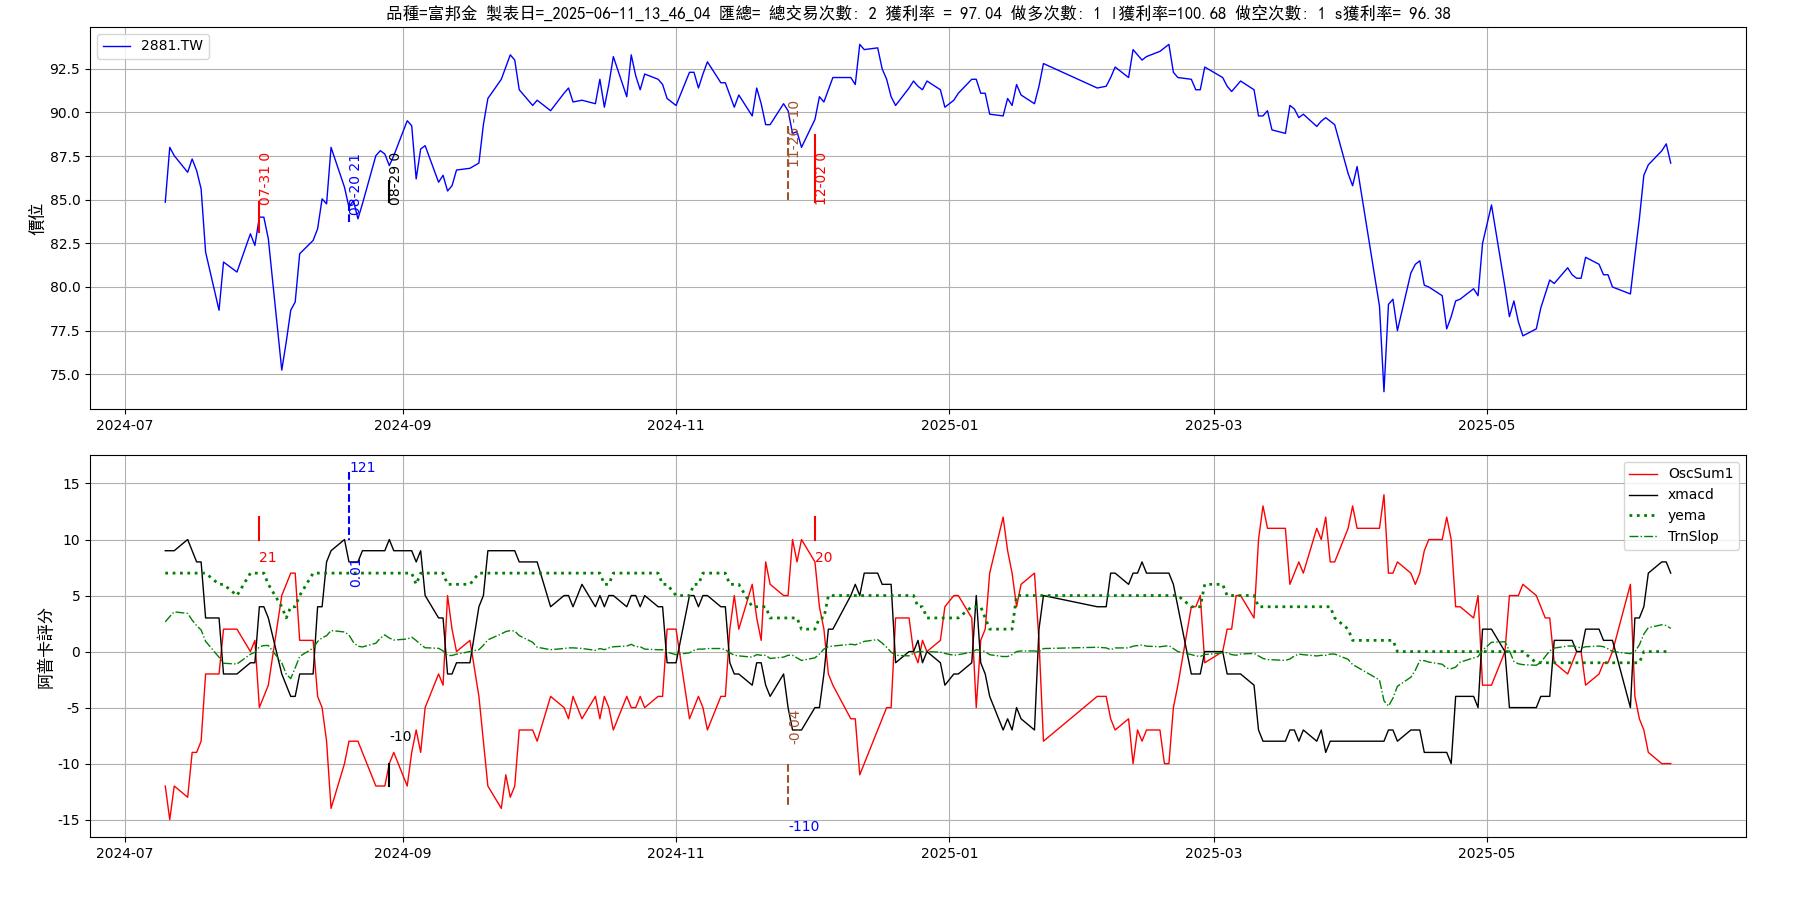 品種=富邦金 製表日=_2025-06-11_13_46_04 匯總= 總交易次數: 2 獲利率 = 97.04 做多次數: 1 l獲利率=100.68 做空次數: 1 s獲利率= 96.38
2881.TW
價位
92.5
90.0
87.5
85.0
82.5
80.0
77.5
75.0
07-31 0
08-20 21
08-29 0
11-26 -10
12-02 0
2024-07 2024-09 2024-11 2025-01 2025-03 2025-05
阿普卡評分
15
10
5
0
-5
-10
-15
121
21
0.01
-10
20
-0.04
-110
OscSum1
xmacd
yema
TrnSlop
2024-07 2024-09 2024-11 2025-01 2025-03 2025-05